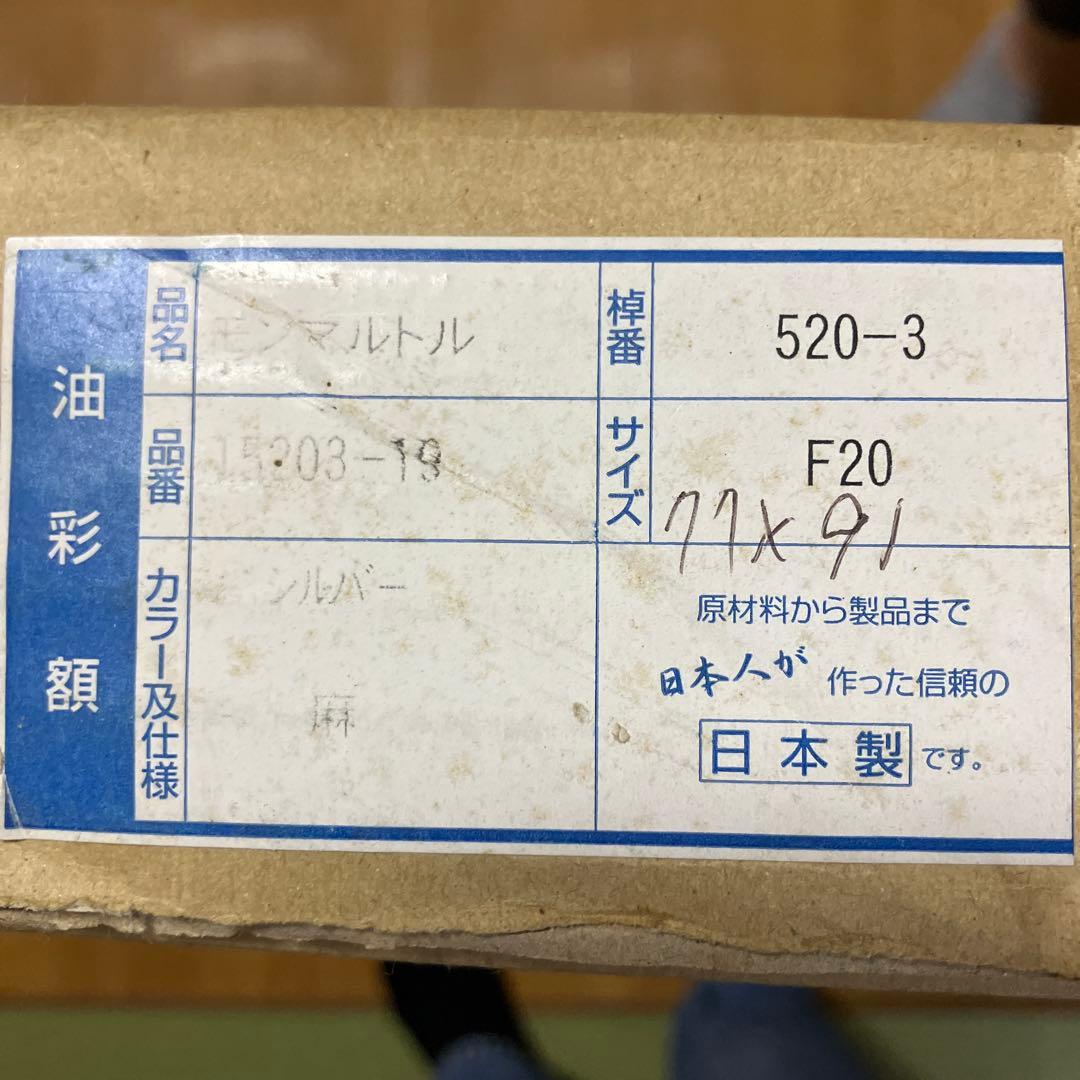 油彩額
品名
モンマルトル
棹番
520-3
品番
15203-19
サイズ
F20
77×91
カラー及仕様
シルバー
麻
原材料から製品まで
日本人が 作った信頼の
日本製です。